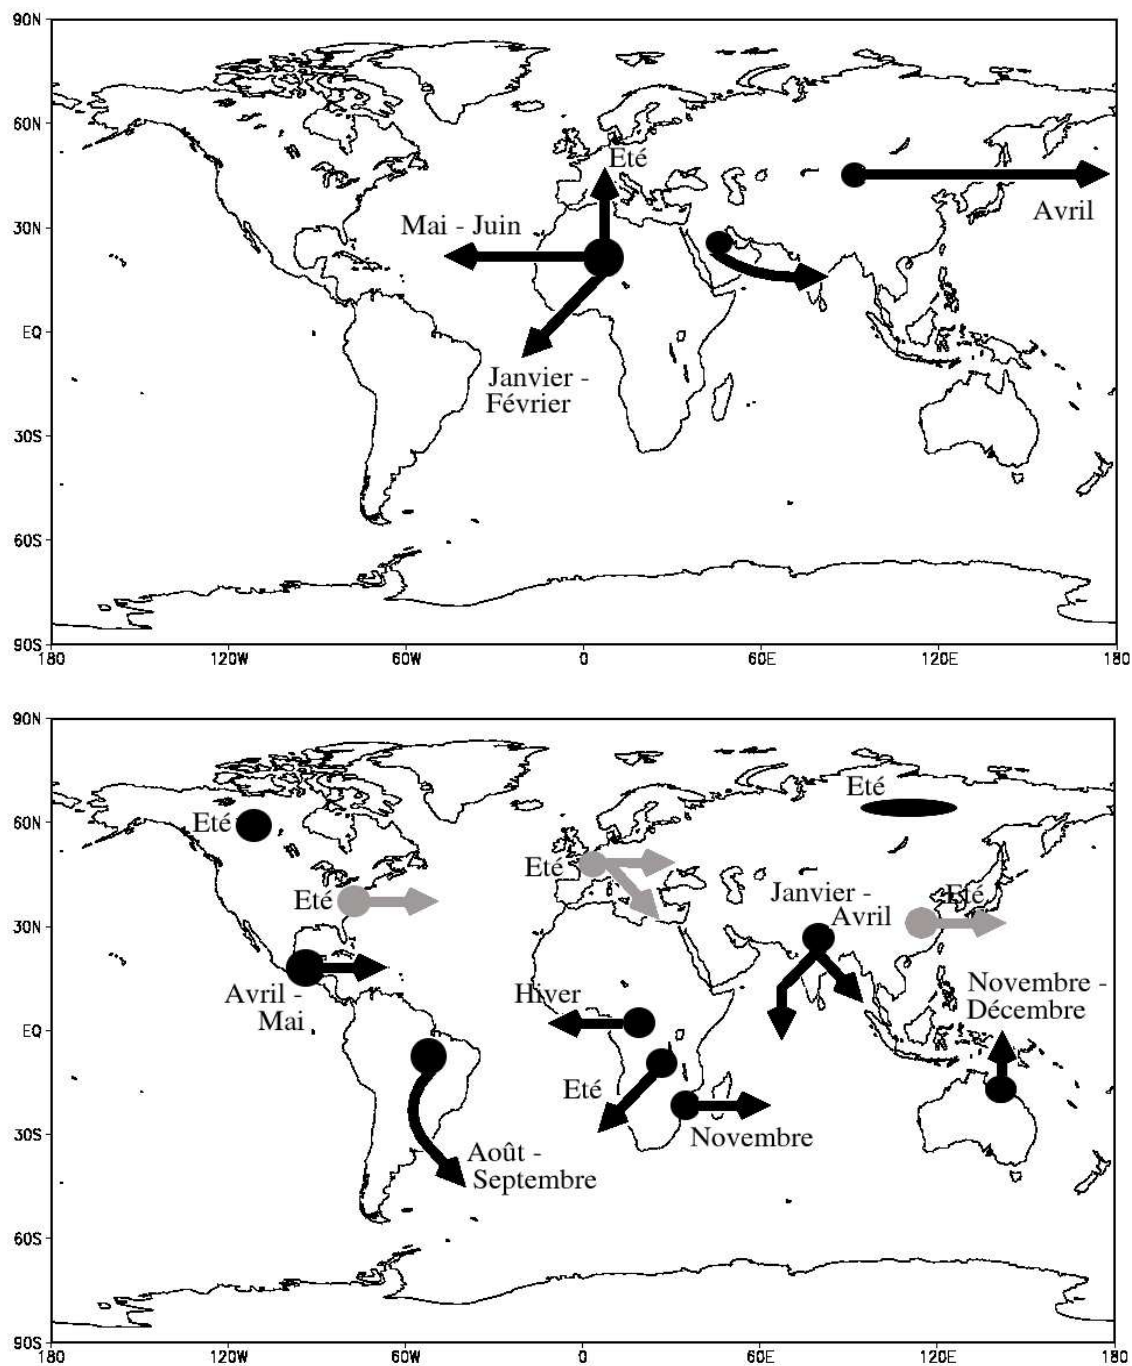 90N
60N
Eté
Avril
30N
Mai - Juin
EQ
Janvier -
Février
30S
60S
90S
180
120W
60W
0
60E
120E
180
90N
Eté
60N
Eté
Eté
Eté
Janvier -
Avril
Eté
30N
Avril -
Mai
Hiver
Novembre -
Décembre
EQ
Eté
Novembre
30S
Août -
Septembre
60S
90S
180
120W
60W
0
60E
120E
180